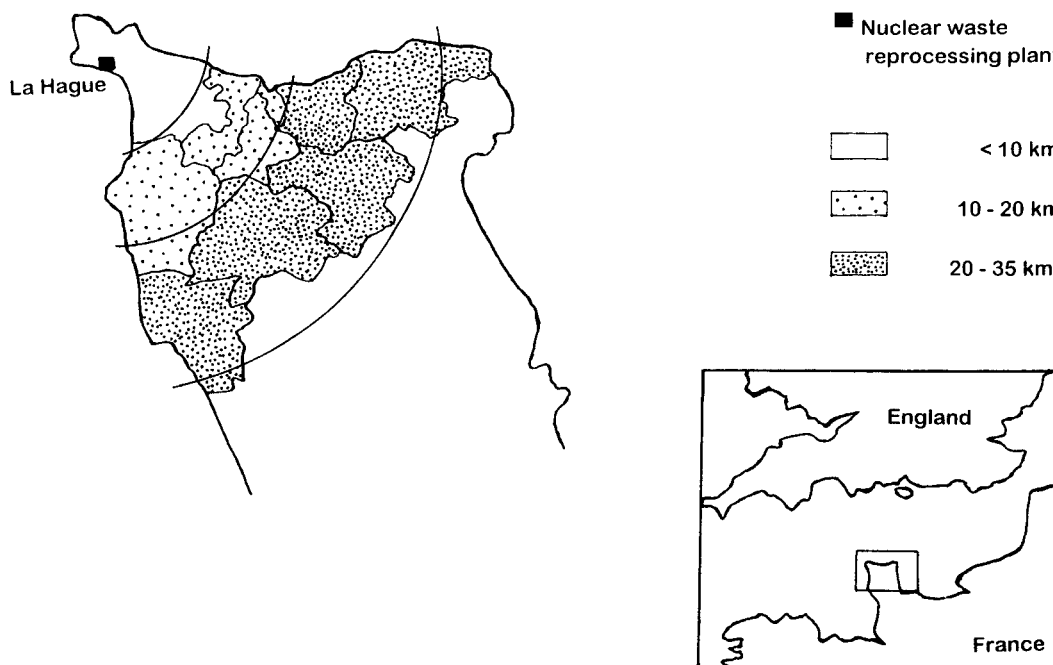 La Hague
Nuclear waste
reprocessing plant
< 10 km
10 - 20 km
20 - 35 km
England
France